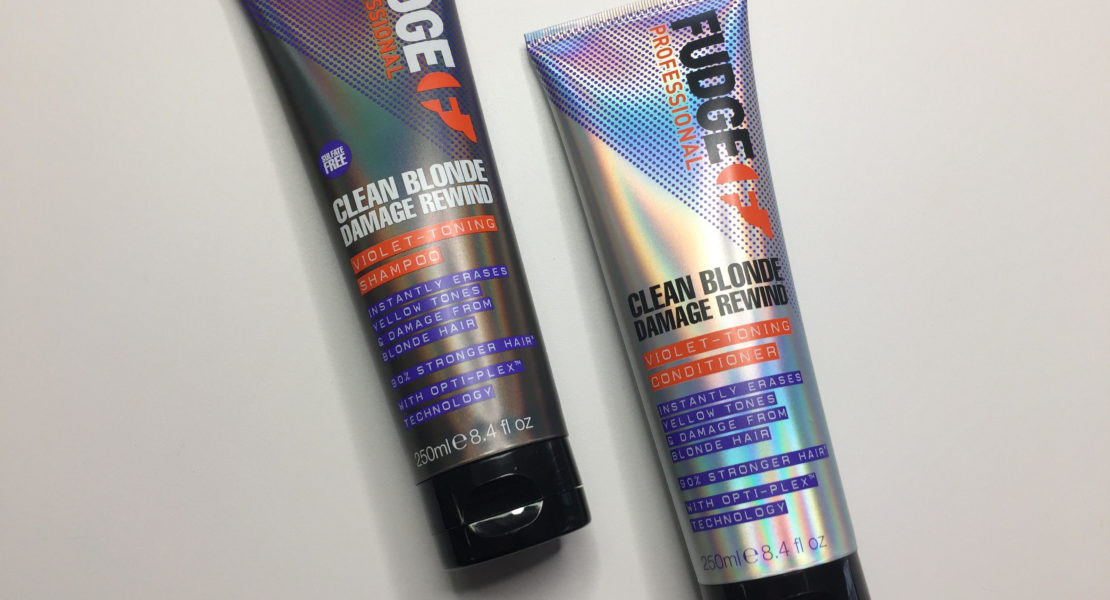 FUDGE
PROFESSIONAL
SULFATE
FREE
CLEAN BLONDE
DAMAGE REWIND
VIOLET-TONING
SHAMPOO
INSTANTLY ERASES
YELLOW TONES
& DAMAGE FROM
BLONDE HAIR
90% STRONGER HAIR*
WITH OPTI-PLEX™
TECHNOLOGY
250ml e 8.4 fl oz
FUDGE
PROFESSIONAL
CLEAN BLONDE
DAMAGE REWIND
VIOLET-TONING
CONDITIONER
INSTANTLY ERASES
YELLOW TONES
& DAMAGE FROM
BLONDE HAIR
90% STRONGER HAIR*
WITH OPTI-PLEX™
TECHNOLOGY
250ml e 8.4 fl oz